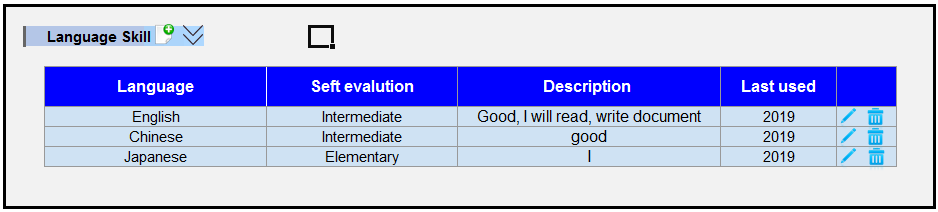 Language Skill
Language Seft evalution Description Last used
English Intermediate Good, I will read, write document 2019
Chinese Intermediate good 2019
Japanese Elementary I 2019